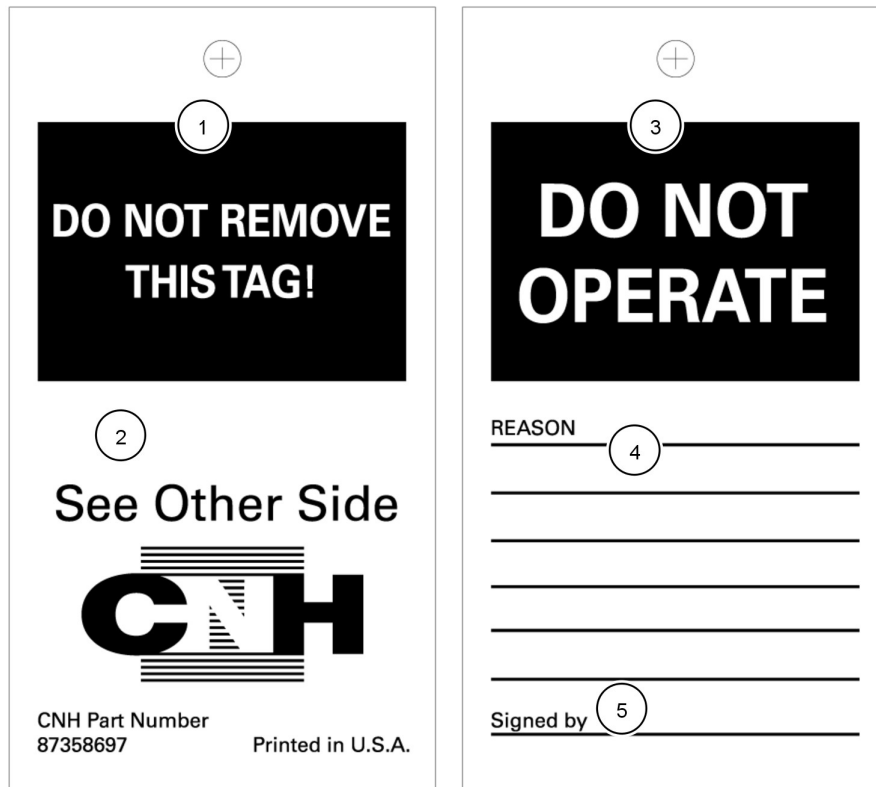 1
DO NOT REMOVE
THIS TAG!
2
See Other Side
CNH
CNH Part Number
87358697
Printed in U.S.A.
3
DO NOT
OPERATE
REASON
4
Signed by
5